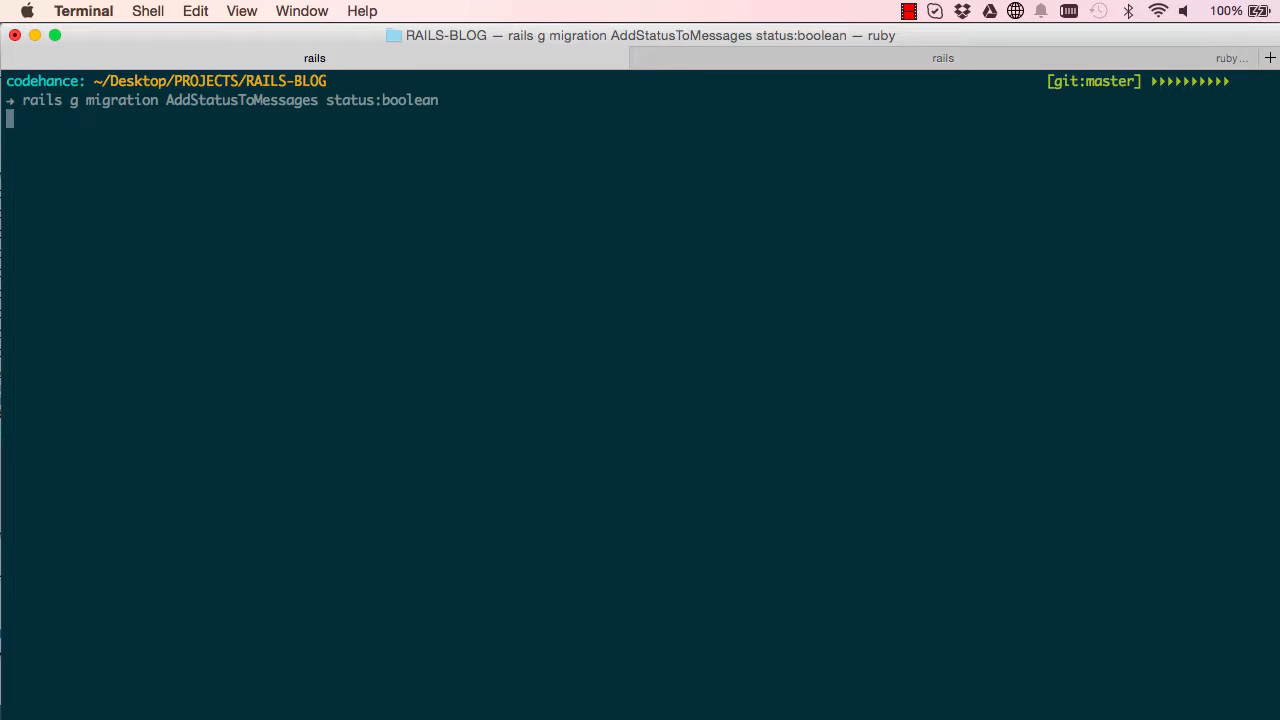 Terminal Shell Edit View Window Help 100%
RAILS-BLOG — rails g migration AddStatusToMessages status:boolean — ruby
rails rails ruby... +
codehance: ~/Desktop/PROJECTS/RAILS-BLOG [git:master]
→ rails g migration AddStatusToMessages status:boolean